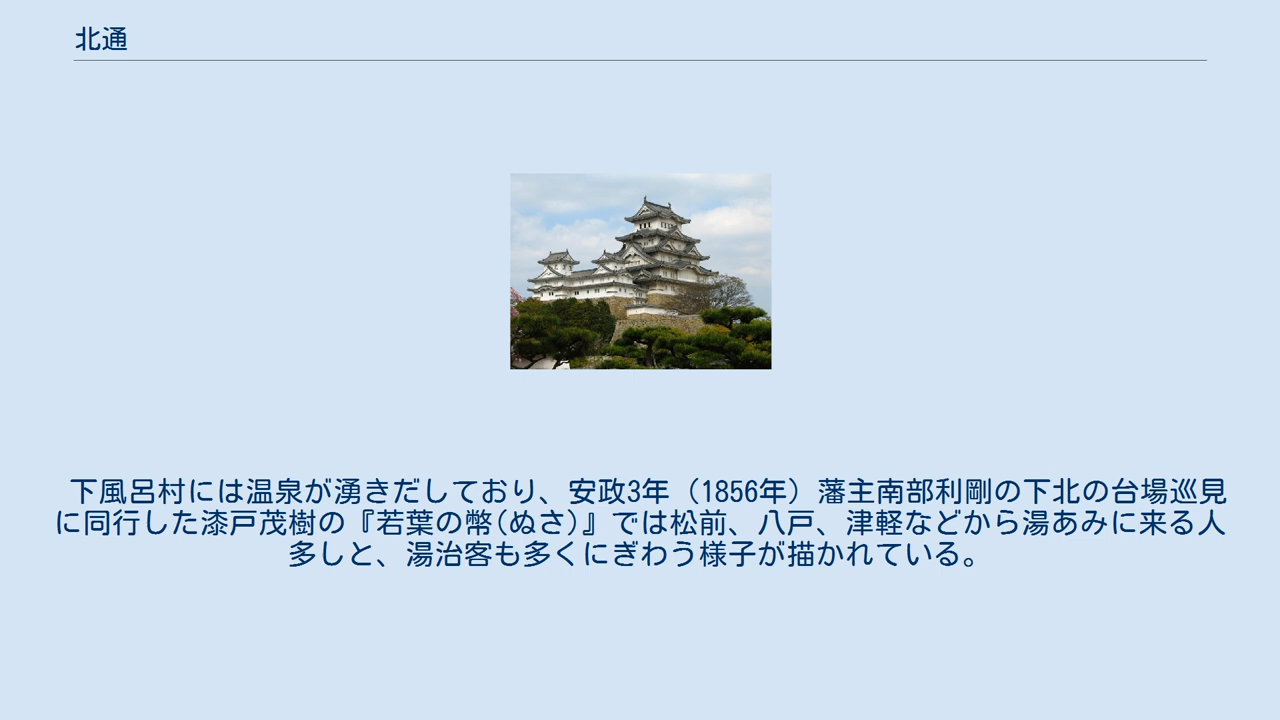 北通
下風呂村には温泉が湧きだしており、安政3年（1856年）藩主南部利剛の下北の台場巡見
に同行した漆戸茂樹の『若葉の幣(ぬさ)』では松前、八戸、津軽などから湯あみに来る人
多しと、湯治客も多くにぎわう様子が描かれている。